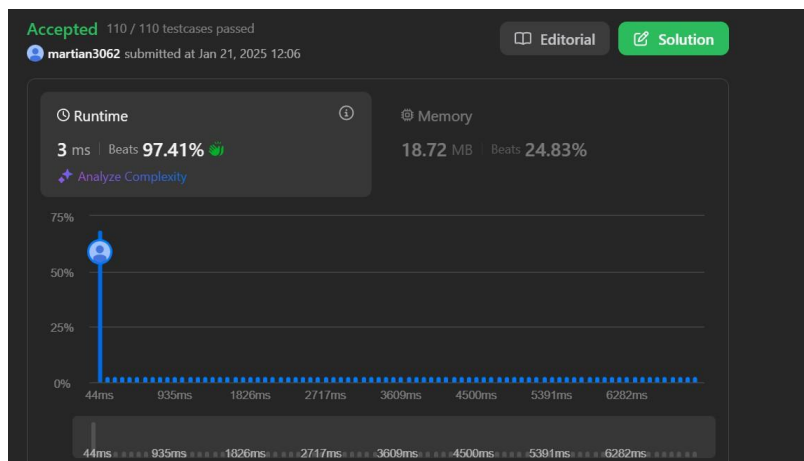 Accepted 110 / 110 testcases passed
martian3062 submitted at Jan 21, 2025 12:06
Editorial
Solution
Runtime
3 ms | Beats 97.41%
Analyze Complexity
Memory
18.72 MB | Beats 24.83%
75%
50%
25%
0%
44ms 935ms 1826ms 2717ms 3609ms 4500ms 5391ms 6282ms
44ms 935ms 1826ms 2717ms 3609ms 4500ms 5391ms 6282ms